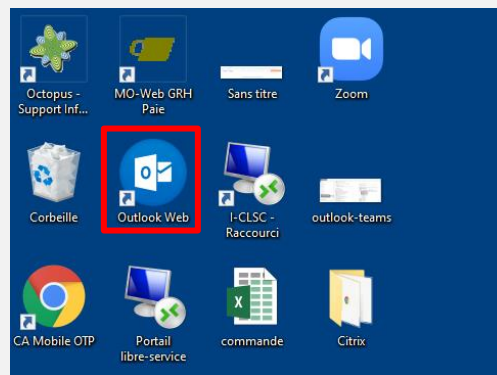 Octopus -
Support Inf...
MO-Web GRH
Paie
Sans titre
Zoom
Corbeille
Outlook Web
I-CLSC -
Raccourci
outlook-teams
CA Mobile OTP
Portail
libre-service
commande
Citrix